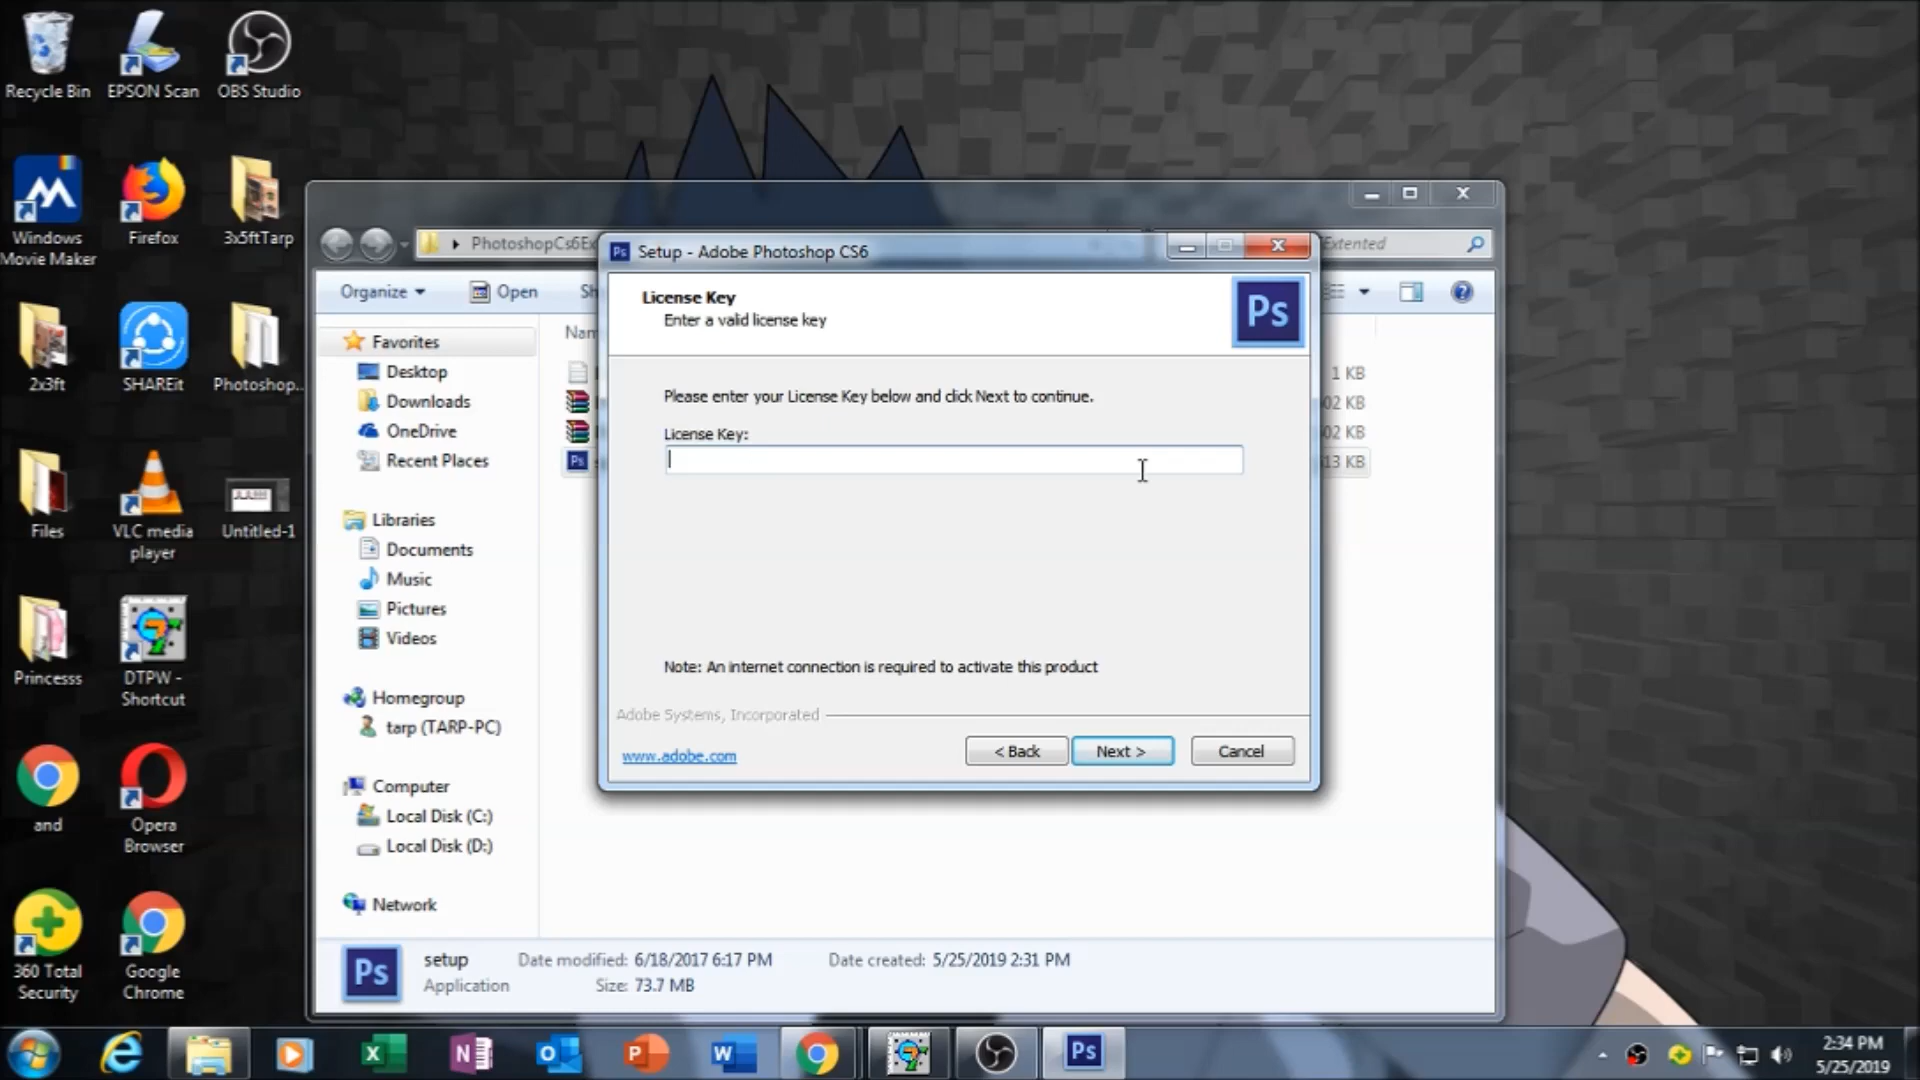 Recycle Bin
EPSON Scan
OBS Studio
Windows
Movie Maker
Firefox
3x5ftTarp
2x3ft
SHAREit
Photoshop...
Files
VLC media
player
Untitled-1
Princesss
DTPW -
Shortcut
and
Opera
Browser
360 Total
Security
Google
Chrome
PhotoshopCs6Ex
Extented
Organize
Open
Sh
Nam
Favorites
Desktop
Downloads
OneDrive
Recent Places
Libraries
Documents
Music
Pictures
Videos
Homegroup
tarp (TARP-PC)
Computer
Local Disk (C:)
Local Disk (D:)
Network
1 KB
02 KB
02 KB
13 KB
Setup - Adobe Photoshop CS6
License Key
Enter a valid license key
Ps
Please enter your License Key below and click Next to continue.
License Key:
Note: An internet connection is required to activate this product
Adobe Systems, Incorporated
www.adobe.com
< Back
Next >
Cancel
Ps
setup
Date modified: 6/18/2017 6:17 PM
Date created: 5/25/2019 2:31 PM
Application
Size: 73.7 MB
2:34 PM
5/25/2019